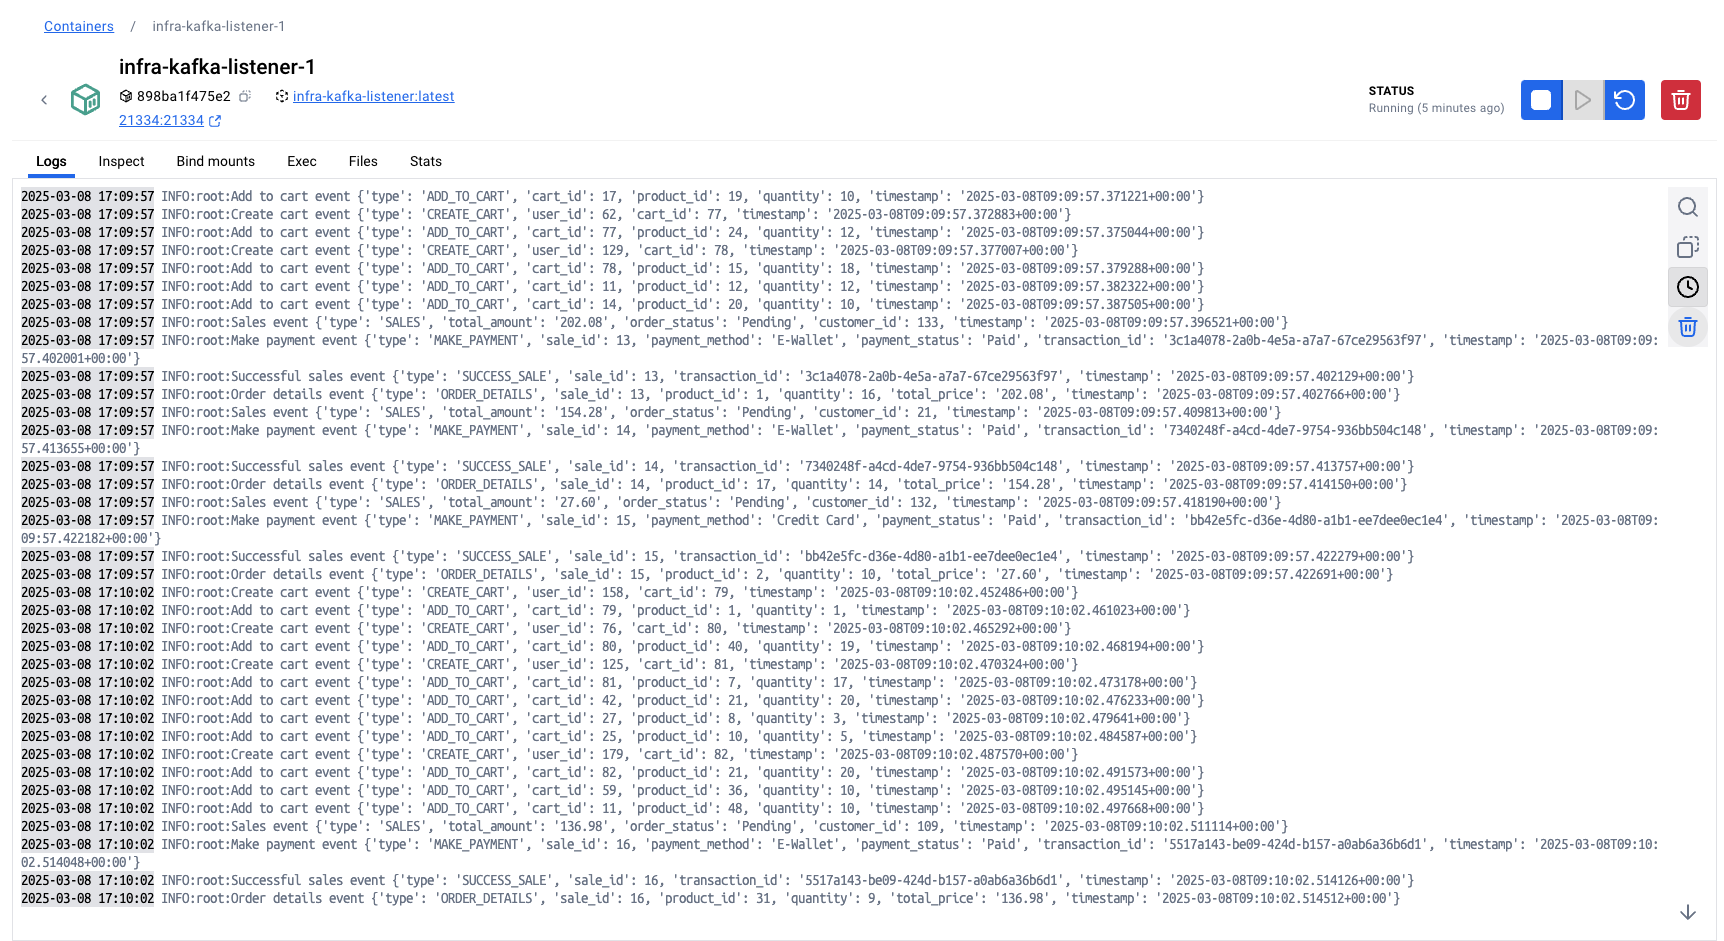 Containers / infra-kafka-listener-1
infra-kafka-listener-1
898ba1f475e2 infra-kafka-listener:latest
21334:21334
STATUS
Running (5 minutes ago)
Logs Inspect Bind mounts Exec Files Stats
2025-03-08 17:09:57 INFO:root:Add to cart event {'type': 'ADD_TO_CART', 'cart_id': 17, 'product_id': 19, 'quantity': 10, 'timestamp': '2025-03-08T09:09:57.371221+00:00'}
2025-03-08 17:09:57 INFO:root:Create cart event {'type': 'CREATE_CART', 'user_id': 62, 'cart_id': 77, 'timestamp': '2025-03-08T09:09:57.372883+00:00'}
2025-03-08 17:09:57 INFO:root:Add to cart event {'type': 'ADD_TO_CART', 'cart_id': 77, 'product_id': 24, 'quantity': 12, 'timestamp': '2025-03-08T09:09:57.375044+00:00'}
2025-03-08 17:09:57 INFO:root:Create cart event {'type': 'CREATE_CART', 'user_id': 129, 'cart_id': 78, 'timestamp': '2025-03-08T09:09:57.377007+00:00'}
2025-03-08 17:09:57 INFO:root:Add to cart event {'type': 'ADD_TO_CART', 'cart_id': 78, 'product_id': 15, 'quantity': 18, 'timestamp': '2025-03-08T09:09:57.379288+00:00'}
2025-03-08 17:09:57 INFO:root:Add to cart event {'type': 'ADD_TO_CART', 'cart_id': 11, 'product_id': 12, 'quantity': 12, 'timestamp': '2025-03-08T09:09:57.382322+00:00'}
2025-03-08 17:09:57 INFO:root:Add to cart event {'type': 'ADD_TO_CART', 'cart_id': 14, 'product_id': 20, 'quantity': 10, 'timestamp': '2025-03-08T09:09:57.387505+00:00'}
2025-03-08 17:09:57 INFO:root:Sales event {'type': 'SALES', 'total_amount': '202.08', 'order_status': 'Pending', 'customer_id': 133, 'timestamp': '2025-03-08T09:09:57.396521+00:00'}
2025-03-08 17:09:57 INFO:root:Make payment event {'type': 'MAKE_PAYMENT', 'sale_id': 13, 'payment_method': 'E-Wallet', 'payment_status': 'Paid', 'transaction_id': '3c1a4078-2a0b-4e5a-a7a7-67ce29563f97', 'timestamp': '2025-03-08T09:09:
57.402001+00:00'}
2025-03-08 17:09:57 INFO:root:Successful sales event {'type': 'SUCCESS_SALE', 'sale_id': 13, 'transaction_id': '3c1a4078-2a0b-4e5a-a7a7-67ce29563f97', 'timestamp': '2025-03-08T09:09:57.402129+00:00'}
2025-03-08 17:09:57 INFO:root:Order details event {'type': 'ORDER_DETAILS', 'sale_id': 13, 'product_id': 1, 'quantity': 16, 'total_price': '202.08', 'timestamp': '2025-03-08T09:09:57.402766+00:00'}
2025-03-08 17:09:57 INFO:root:Sales event {'type': 'SALES', 'total_amount': '154.28', 'order_status': 'Pending', 'customer_id': 21, 'timestamp': '2025-03-08T09:09:57.409813+00:00'}
2025-03-08 17:09:57 INFO:root:Make payment event {'type': 'MAKE_PAYMENT', 'sale_id': 14, 'payment_method': 'E-Wallet', 'payment_status': 'Paid', 'transaction_id': '7340248f-a4cd-4de7-9754-936bb504c148', 'timestamp': '2025-03-08T09:09:
57.413655+00:00'}
2025-03-08 17:09:57 INFO:root:Successful sales event {'type': 'SUCCESS_SALE', 'sale_id': 14, 'transaction_id': '7340248f-a4cd-4de7-9754-936bb504c148', 'timestamp': '2025-03-08T09:09:57.413757+00:00'}
2025-03-08 17:09:57 INFO:root:Order details event {'type': 'ORDER_DETAILS', 'sale_id': 14, 'product_id': 17, 'quantity': 14, 'total_price': '154.28', 'timestamp': '2025-03-08T09:09:57.414150+00:00'}
2025-03-08 17:09:57 INFO:root:Sales event {'type': 'SALES', 'total_amount': '27.60', 'order_status': 'Pending', 'customer_id': 132, 'timestamp': '2025-03-08T09:09:57.418190+00:00'}
2025-03-08 17:09:57 INFO:root:Make payment event {'type': 'MAKE_PAYMENT', 'sale_id': 15, 'payment_method': 'Credit Card', 'payment_status': 'Paid', 'transaction_id': 'bb42e5fc-d36e-4d80-a1b1-ee7dee0ec1e4', 'timestamp': '2025-03-08T09:
09:57.422182+00:00'}
2025-03-08 17:09:57 INFO:root:Successful sales event {'type': 'SUCCESS_SALE', 'sale_id': 15, 'transaction_id': 'bb42e5fc-d36e-4d80-a1b1-ee7dee0ec1e4', 'timestamp': '2025-03-08T09:09:57.422279+00:00'}
2025-03-08 17:09:57 INFO:root:Order details event {'type': 'ORDER_DETAILS', 'sale_id': 15, 'product_id': 2, 'quantity': 10, 'total_price': '27.60', 'timestamp': '2025-03-08T09:09:57.422691+00:00'}
2025-03-08 17:10:02 INFO:root:Create cart event {'type': 'CREATE_CART', 'user_id': 158, 'cart_id': 79, 'timestamp': '2025-03-08T09:10:02.452486+00:00'}
2025-03-08 17:10:02 INFO:root:Add to cart event {'type': 'ADD_TO_CART', 'cart_id': 79, 'product_id': 1, 'quantity': 1, 'timestamp': '2025-03-08T09:10:02.461023+00:00'}
2025-03-08 17:10:02 INFO:root:Create cart event {'type': 'CREATE_CART', 'user_id': 76, 'cart_id': 80, 'timestamp': '2025-03-08T09:10:02.465292+00:00'}
2025-03-08 17:10:02 INFO:root:Add to cart event {'type': 'ADD_TO_CART', 'cart_id': 80, 'product_id': 40, 'quantity': 19, 'timestamp': '2025-03-08T09:10:02.468194+00:00'}
2025-03-08 17:10:02 INFO:root:Create cart event {'type': 'CREATE_CART', 'user_id': 125, 'cart_id': 81, 'timestamp': '2025-03-08T09:10:02.470324+00:00'}
2025-03-08 17:10:02 INFO:root:Add to cart event {'type': 'ADD_TO_CART', 'cart_id': 81, 'product_id': 7, 'quantity': 17, 'timestamp': '2025-03-08T09:10:02.473178+00:00'}
2025-03-08 17:10:02 INFO:root:Add to cart event {'type': 'ADD_TO_CART', 'cart_id': 42, 'product_id': 21, 'quantity': 20, 'timestamp': '2025-03-08T09:10:02.476233+00:00'}
2025-03-08 17:10:02 INFO:root:Add to cart event {'type': 'ADD_TO_CART', 'cart_id': 27, 'product_id': 8, 'quantity': 3, 'timestamp': '2025-03-08T09:10:02.479641+00:00'}
2025-03-08 17:10:02 INFO:root:Add to cart event {'type': 'ADD_TO_CART', 'cart_id': 25, 'product_id': 10, 'quantity': 5, 'timestamp': '2025-03-08T09:10:02.484587+00:00'}
2025-03-08 17:10:02 INFO:root:Create cart event {'type': 'CREATE_CART', 'user_id': 179, 'cart_id': 82, 'timestamp': '2025-03-08T09:10:02.487570+00:00'}
2025-03-08 17:10:02 INFO:root:Add to cart event {'type': 'ADD_TO_CART', 'cart_id': 82, 'product_id': 21, 'quantity': 20, 'timestamp': '2025-03-08T09:10:02.491573+00:00'}
2025-03-08 17:10:02 INFO:root:Add to cart event {'type': 'ADD_TO_CART', 'cart_id': 59, 'product_id': 36, 'quantity': 10, 'timestamp': '2025-03-08T09:10:02.495145+00:00'}
2025-03-08 17:10:02 INFO:root:Add to cart event {'type': 'ADD_TO_CART', 'cart_id': 11, 'product_id': 48, 'quantity': 10, 'timestamp': '2025-03-08T09:10:02.497668+00:00'}
2025-03-08 17:10:02 INFO:root:Sales event {'type': 'SALES', 'total_amount': '136.98', 'order_status': 'Pending', 'customer_id': 109, 'timestamp': '2025-03-08T09:10:02.511114+00:00'}
2025-03-08 17:10:02 INFO:root:Make payment event {'type': 'MAKE_PAYMENT', 'sale_id': 16, 'payment_method': 'E-Wallet', 'payment_status': 'Paid', 'transaction_id': '5517a143-be09-424d-b157-a0ab6a36b6d1', 'timestamp': '2025-03-08T09:10:
02.514048+00:00'}
2025-03-08 17:10:02 INFO:root:Successful sales event {'type': 'SUCCESS_SALE', 'sale_id': 16, 'transaction_id': '5517a143-be09-424d-b157-a0ab6a36b6d1', 'timestamp': '2025-03-08T09:10:02.514126+00:00'}
2025-03-08 17:10:02 INFO:root:Order details event {'type': 'ORDER_DETAILS', 'sale_id': 16, 'product_id': 31, 'quantity': 9, 'total_price': '136.98', 'timestamp': '2025-03-08T09:10:02.514512+00:00'}